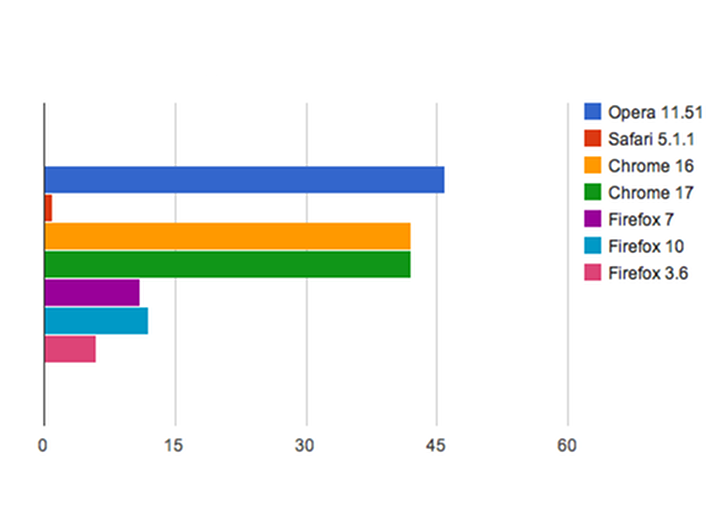 Opera 11.51
Safari 5.1.1
Chrome 16
Chrome 17
Firefox 7
Firefox 10
Firefox 3.6
0 15 30 45 60